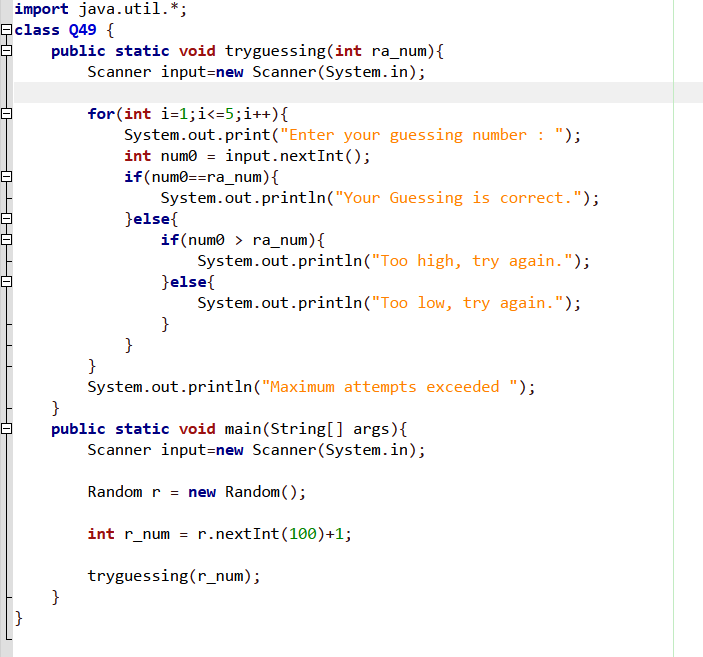 import java.util.*;
class Q49 {
    public static void tryguessing(int ra_num){
        Scanner input=new Scanner(System.in);

        for(int i=1;i<=5;i++){
            System.out.print("Enter your guessing number : ");
            int num0 = input.nextInt();
            if(num0==ra_num){
                System.out.println("Your Guessing is correct.");
            }else{
                if(num0 > ra_num){
                    System.out.println("Too high, try again.");
                }else{
                    System.out.println("Too low, try again.");
                }
            }
        }
        System.out.println("Maximum attempts exceeded ");
    }
    public static void main(String[] args){
        Scanner input=new Scanner(System.in);

        Random r = new Random();

        int r_num = r.nextInt(100)+1;

        tryguessing(r_num);
    }
}